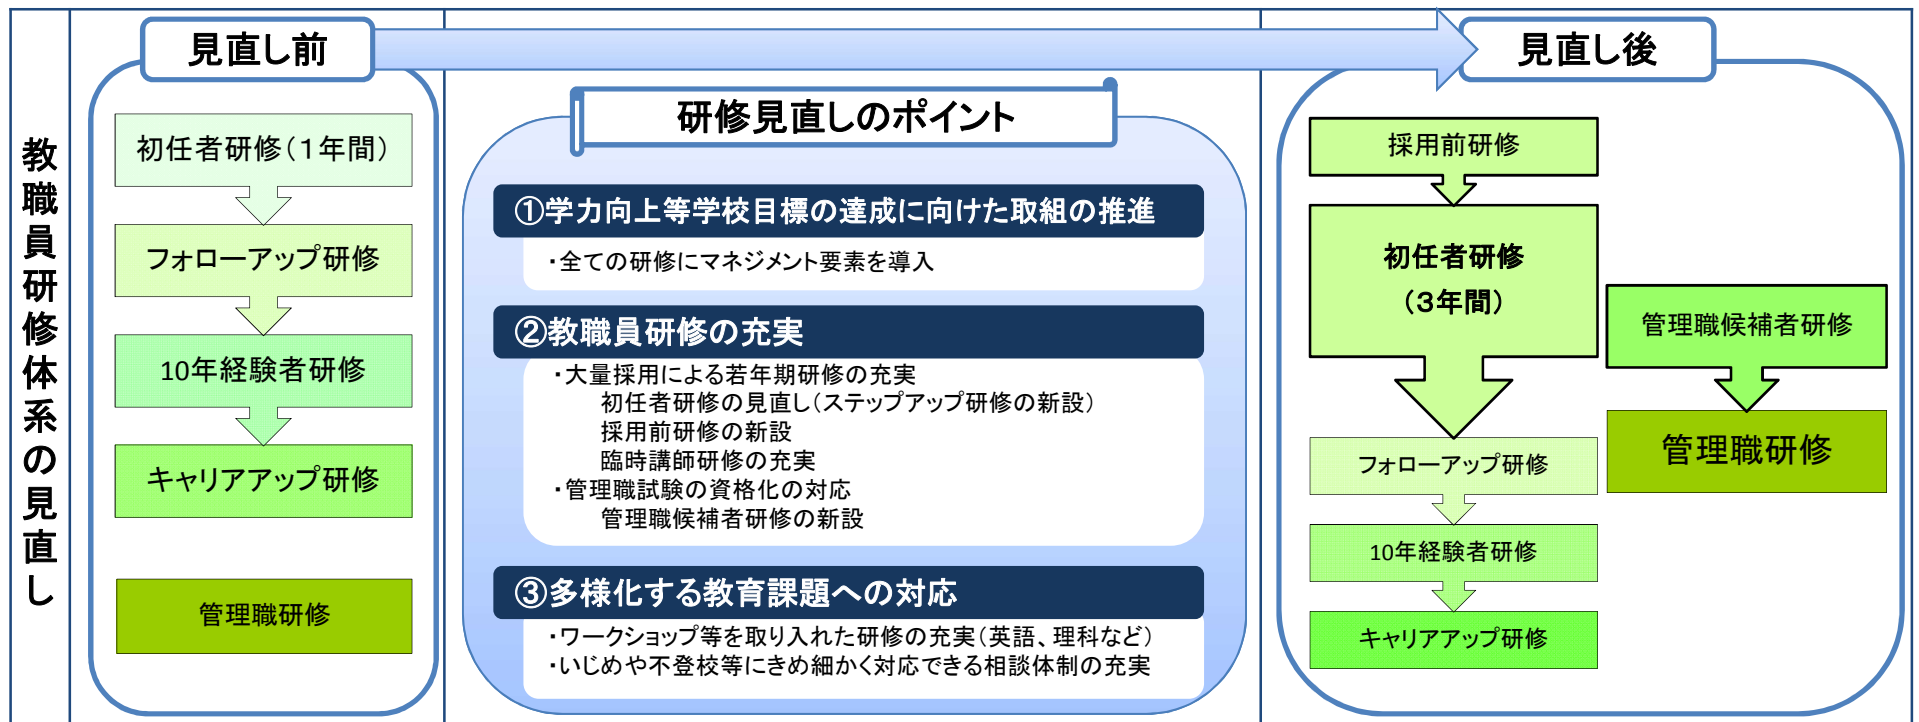 教職員研修体系の見直し
見直し前
初任者研修（１年間）
フォローアップ研修
10年経験者研修
キャリアアップ研修
管理職研修
研修見直しのポイント
①学力向上等学校目標の達成に向けた取組の推進
・全ての研修にマネジメント要素を導入
②教職員研修の充実
・大量採用による若年期研修の充実
初任者研修の見直し（ステップアップ研修の新設）
採用前研修の新設
臨時講師研修の充実
・管理職試験の資格化の対応
管理職候補者研修の新設
③多様化する教育課題への対応
・ワークショップ等を取り入れた研修の充実（英語、理科など）
・いじめや不登校等にきめ細かく対応できる相談体制の充実
見直し後
採用前研修
初任者研修
（３年間）
フォローアップ研修
10年経験者研修
キャリアアップ研修
管理職候補者研修
管理職研修